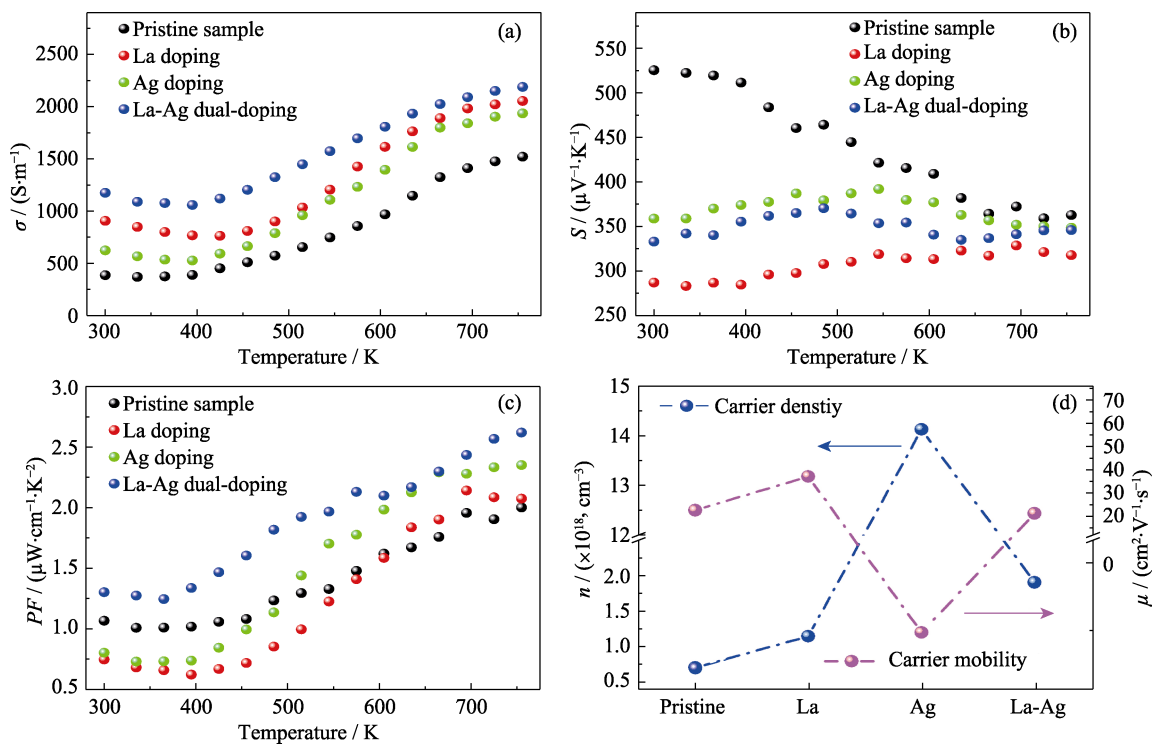 (a)
Pristine sample
La doping
Ag doping
La-Ag dual-doping
2500
2000
1500
1000
500
0
σ / (S·m⁻¹)
300 400 500 600 700
Temperature / K
(b)
Pristine sample
La doping
Ag doping
La-Ag dual-doping
550
500
450
400
350
300
250
S / (μV⁻¹·K⁻¹)
300 400 500 600 700
Temperature / K
(c)
Pristine sample
La doping
Ag doping
La-Ag dual-doping
3.0
2.5
2.0
1.5
1.0
0.5
PF / (μW·cm⁻¹·K⁻²)
300 400 500 600 700
Temperature / K
(d)
Carrier denstiy
Carrier mobility
15
14
13
12
2.0
1.5
1.0
0.5
n / (×10¹⁸, cm⁻³)
70
60
50
40
30
20
10
0
μ / (cm²·V⁻¹·s⁻¹)
Pristine La Ag La-Ag